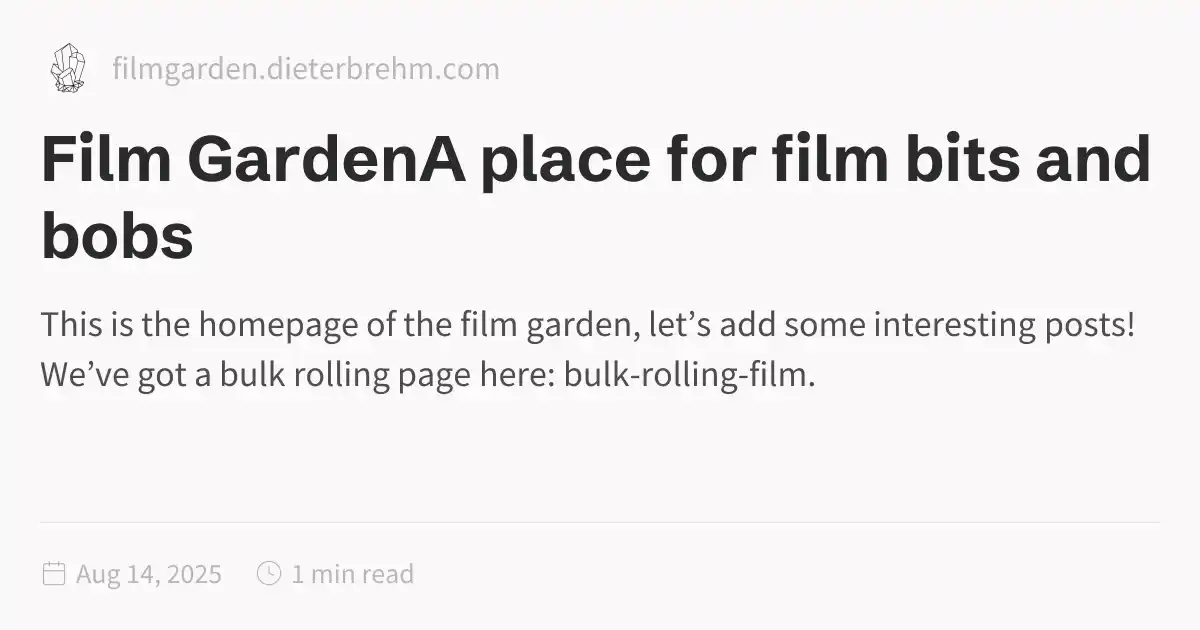 filmgarden.dieterbrehm.com
Film GardenA place for film bits and
bobs
This is the homepage of the film garden, let’s add some interesting posts!
We’ve got a bulk rolling page here: bulk-rolling-film.
Aug 14, 2025 1 min read